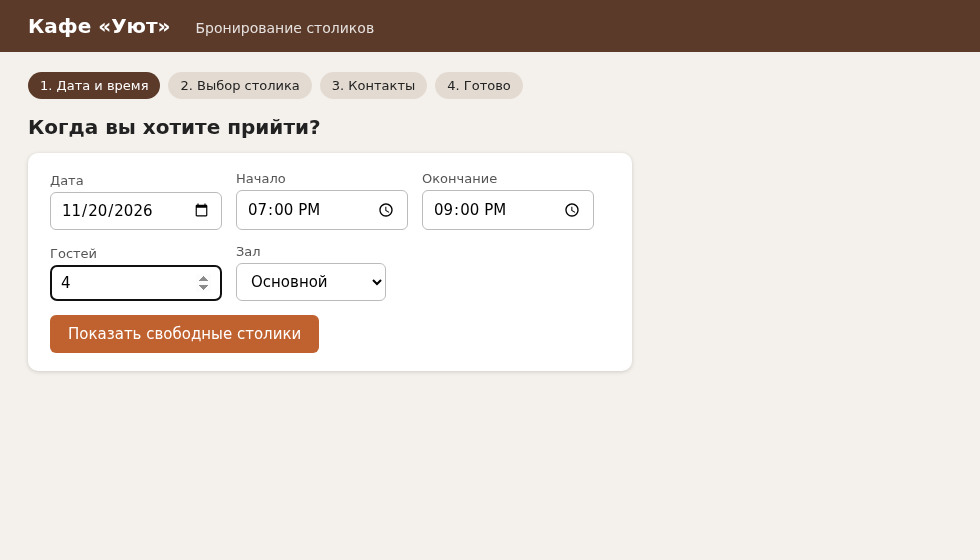 Кафе «Уют» Бронирование столиков
1. Дата и время 2. Выбор столика 3. Контакты 4. Готово
Когда вы хотите прийти?
Дата Начало Окончание
11/20/2026 07:00 PM 09:00 PM
Гостей Зал
4 Основной
Показать свободные столики